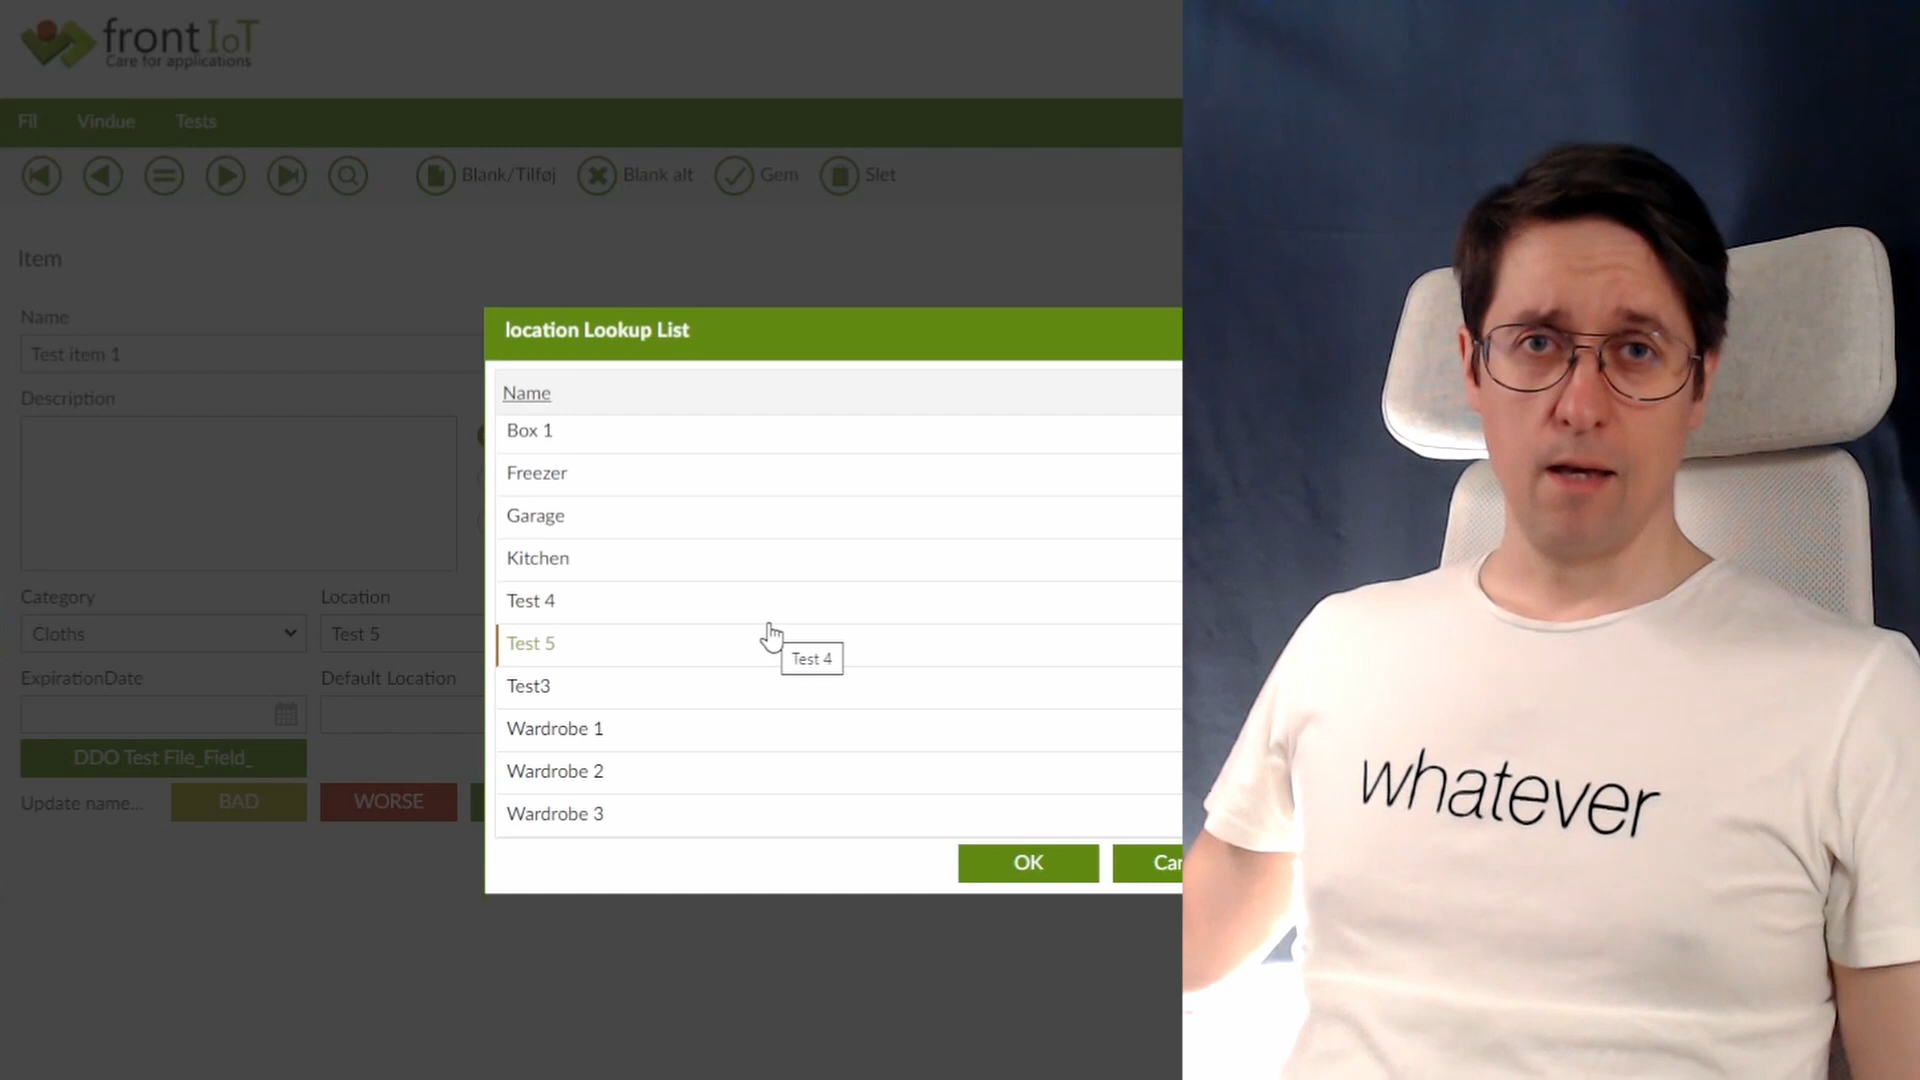 front IoT
Care for applications
Fil Vindue Tests
Blank/Tilføj Blank alt Gem Slet
Item
Name
Test item 1
Description
Category Location
Cloths Test 5
ExpirationDate Default Location
DDO Test File_Field_
Update name... BAD WORSE
location Lookup List
Name
Box 1
Freezer
Garage
Kitchen
Test 4
Test 5
Test 4
Test3
Wardrobe 1
Wardrobe 2
Wardrobe 3
OK Can
whatever